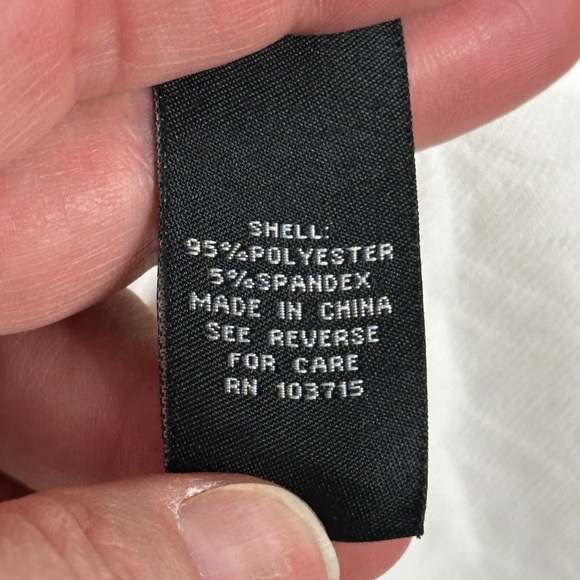 SHELL:
95%POLYESTER
5%SPANDEX
MADE IN CHINA
SEE REVERSE
FOR CARE
RN 103715